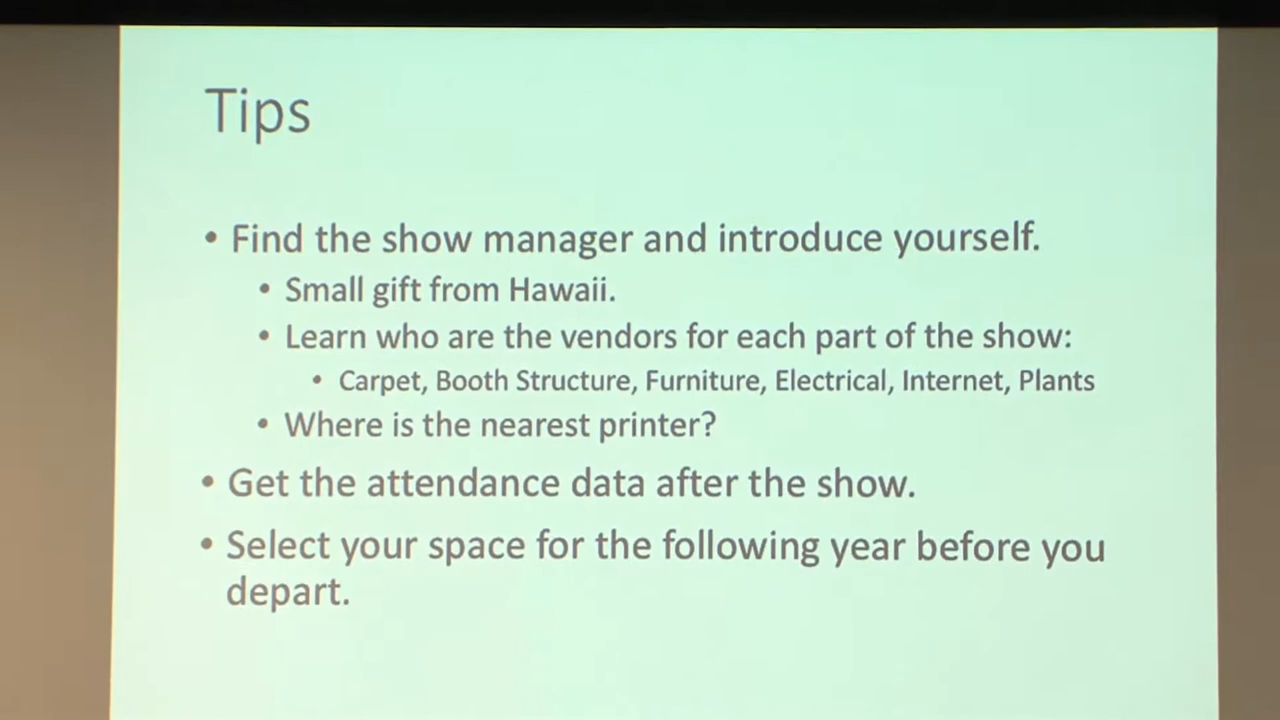 Tips
• Find the show manager and introduce yourself.
• Small gift from Hawaii.
• Learn who are the vendors for each part of the show:
• Carpet, Booth Structure, Furniture, Electrical, Internet, Plants
• Where is the nearest printer?
• Get the attendance data after the show.
• Select your space for the following year before you
depart.